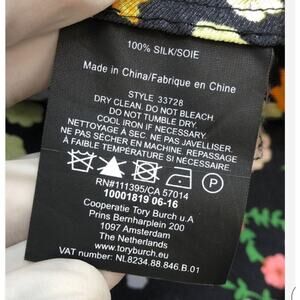 100% SILK/SOIE
Made in China/Fabrique en Chine
STYLE 33728
DRY CLEAN. DO NOT BLEACH
DO NOT TUMBLE DRY
COOL IRON IF NECESSARY.
NETTOYAGE À SEC. NE PAS JAVELLISER.
NE PAS SÉCHER EN MACHINE. REPASSAGE
À FAIBLE TEMPÉRATURE SI NÉCESSAIRE.
P
RN#111395/CA 57014
10001819 06-16
Cooperatie Tory Burch u.A
Prins Bernharplein 200
1097 Amsterdam
The Netherlands
www.toryburch.eu
VAT number: NL8234.88.846.B.01